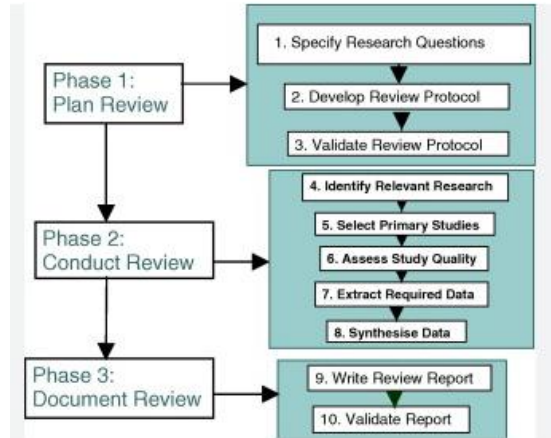 Phase 1:
Plan Review
1. Specify Research Questions
2. Develop Review Protocol
3. Validate Review Protocol
Phase 2:
Conduct Review
4. Identify Relevant Research
5. Select Primary Studies
6. Assess Study Quality
7. Extract Required Data
8. Synthesise Data
Phase 3:
Document Review
9. Write Review Report
10. Validate Report